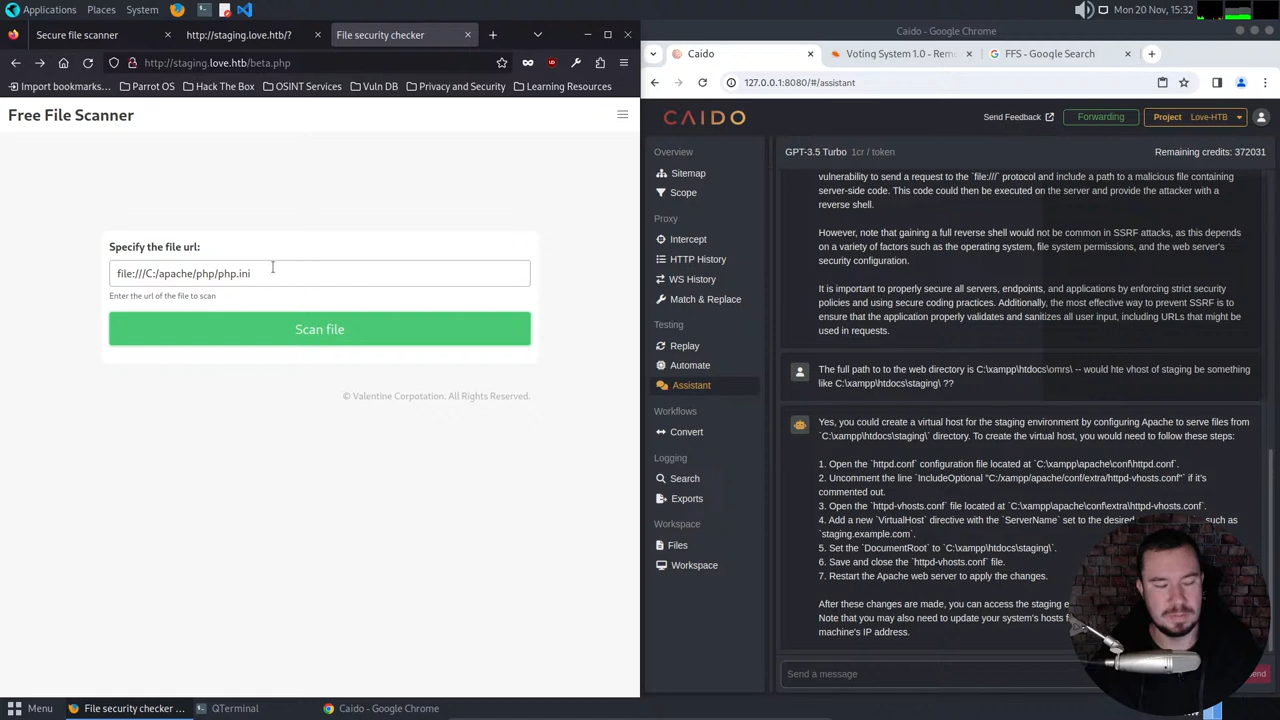 Applications Places System
Mon 20 Nov, 15:32
Secure file scanner
http://staging.love.htb/?
File security checker
http://staging.love.htb/beta.php
Import bookmarks... Parrot OS Hack The Box OSINT Services Vuln DB Privacy and Security Learning Resources
Free File Scanner
Specify the file url:
file:///C:/apache/php/php.ini
Enter the url of the file to scan
Scan file
© Valentine Corpotation. All Rights Reserved.
Caido - Google Chrome
Caido
Voting System 1.0 - Remo
FFS - Google Search
127.0.0.1:8080/#/assistant
CAIDO
Send Feedback
Forwarding
Project Love-HTB
Overview
Sitemap
Scope
Proxy
Intercept
HTTP History
WS History
Match & Replace
Testing
Replay
Automate
Assistant
Workflows
Convert
Logging
Search
Exports
Workspace
Files
Workspace
GPT-3.5 Turbo 1cr / token
Remaining credits: 372031
vulnerability to send a request to the `file:///` protocol and include a path to a malicious file containing
server-side code. This code could then be executed on the server and provide the attacker with a
reverse shell.
However, note that gaining a full reverse shell would not be common in SSRF attacks, as this depends
on a variety of factors such as the operating system, file system permissions, and the web server's
security configuration.
It is important to properly secure all servers, endpoints, and applications by enforcing strict security
policies and using secure coding practices. Additionally, the most effective way to prevent SSRF is to
ensure that the application properly validates and sanitizes all user input, including URLs that might be
used in requests.
The full path to to the web directory is C:\xampp\htdocs\omrs\ -- would hte vhost of staging be something
like C:\xampp\htdocs\staging\ ??
Yes, you could create a virtual host for the staging environment by configuring Apache to serve files from
`C:\xampp\htdocs\staging\` directory. To create the virtual host, you would need to follow these steps:
1. Open the `httpd.conf` configuration file located at `C:\xampp\apache\conf\httpd.conf`.
2. Uncomment the line `IncludeOptional "C:/xampp/apache/conf/extra/httpd-vhosts.conf"` if it's
commented out.
3. Open the `httpd-vhosts.conf` file located at `C:\xampp\apache\conf\extra\httpd-vhosts.conf`.
4. Add a new `VirtualHost` directive with the `ServerName` set to the desired such as
`staging.example.com`.
5. Set the `DocumentRoot` to `C:\xampp\htdocs\staging\`.
6. Save and close the `httpd-vhosts.conf` file.
7. Restart the Apache web server to apply the changes.
After these changes are made, you can access the staging
Note that you may also need to update your system's hosts
machine's IP address.
Send a message
Menu
File security checker ...
QTerminal
Caido - Google Chrome